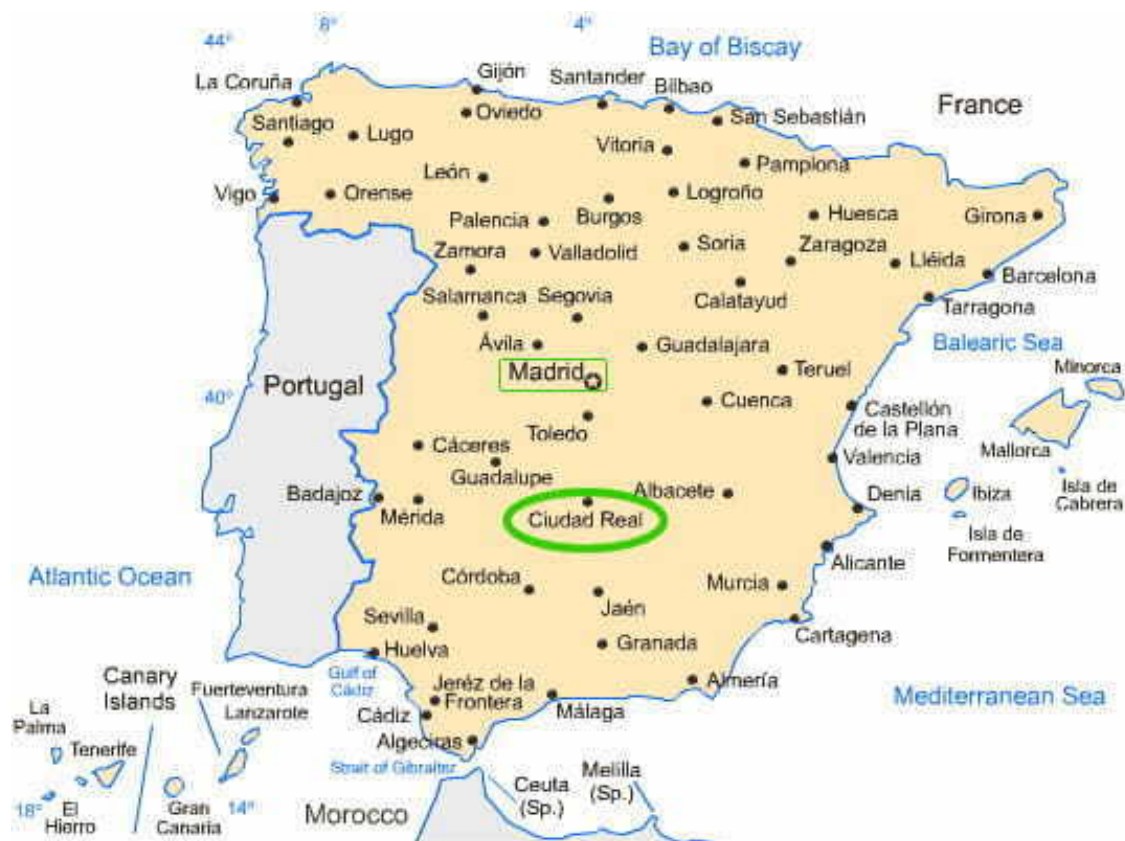 8°
4°
44°
Bay of Biscay
La Coruña
Gijón
Santander
Bilbao
France
Santiago
Lugo
Oviedo
San Sebastián
Vitoria
Pamplona
León
Vigo
Orense
Logroño
Palencia
Burgos
Huesca
Girona
Zamora
Valladolid
Soria
Zaragoza
Lléida
Barcelona
Salamanca
Segovia
Calatayud
Tarragona
Ávila
Guadalajara
Balearic Sea
Minorca
Madrid
Teruel
Portugal
40°
Cuenca
Castellón
de la Plana
Toledo
Mallorca
Cáceres
Valencia
Guadalupe
Isla de
Cabrera
Badajoz
Mérida
Albacete
Denia
Ibiza
Ciudad Real
Isla de
Formentera
Alicante
Atlantic Ocean
Córdoba
Murcia
Jaén
Sevilla
Cartagena
Huelva
Granada
Gulf of
Cádiz
Canary
Islands
Fuerteventura
Lanzarote
Jeréz de la
Frontera
Almería
Mediterranean Sea
La
Palma
Cádiz
Málaga
Tenerife
Algeciras
Strait of Gibraltar
Ceuta
(Sp.)
Melilla
(Sp.)
18°
El
Hierro
Gran
Canaria
14°
Morocco